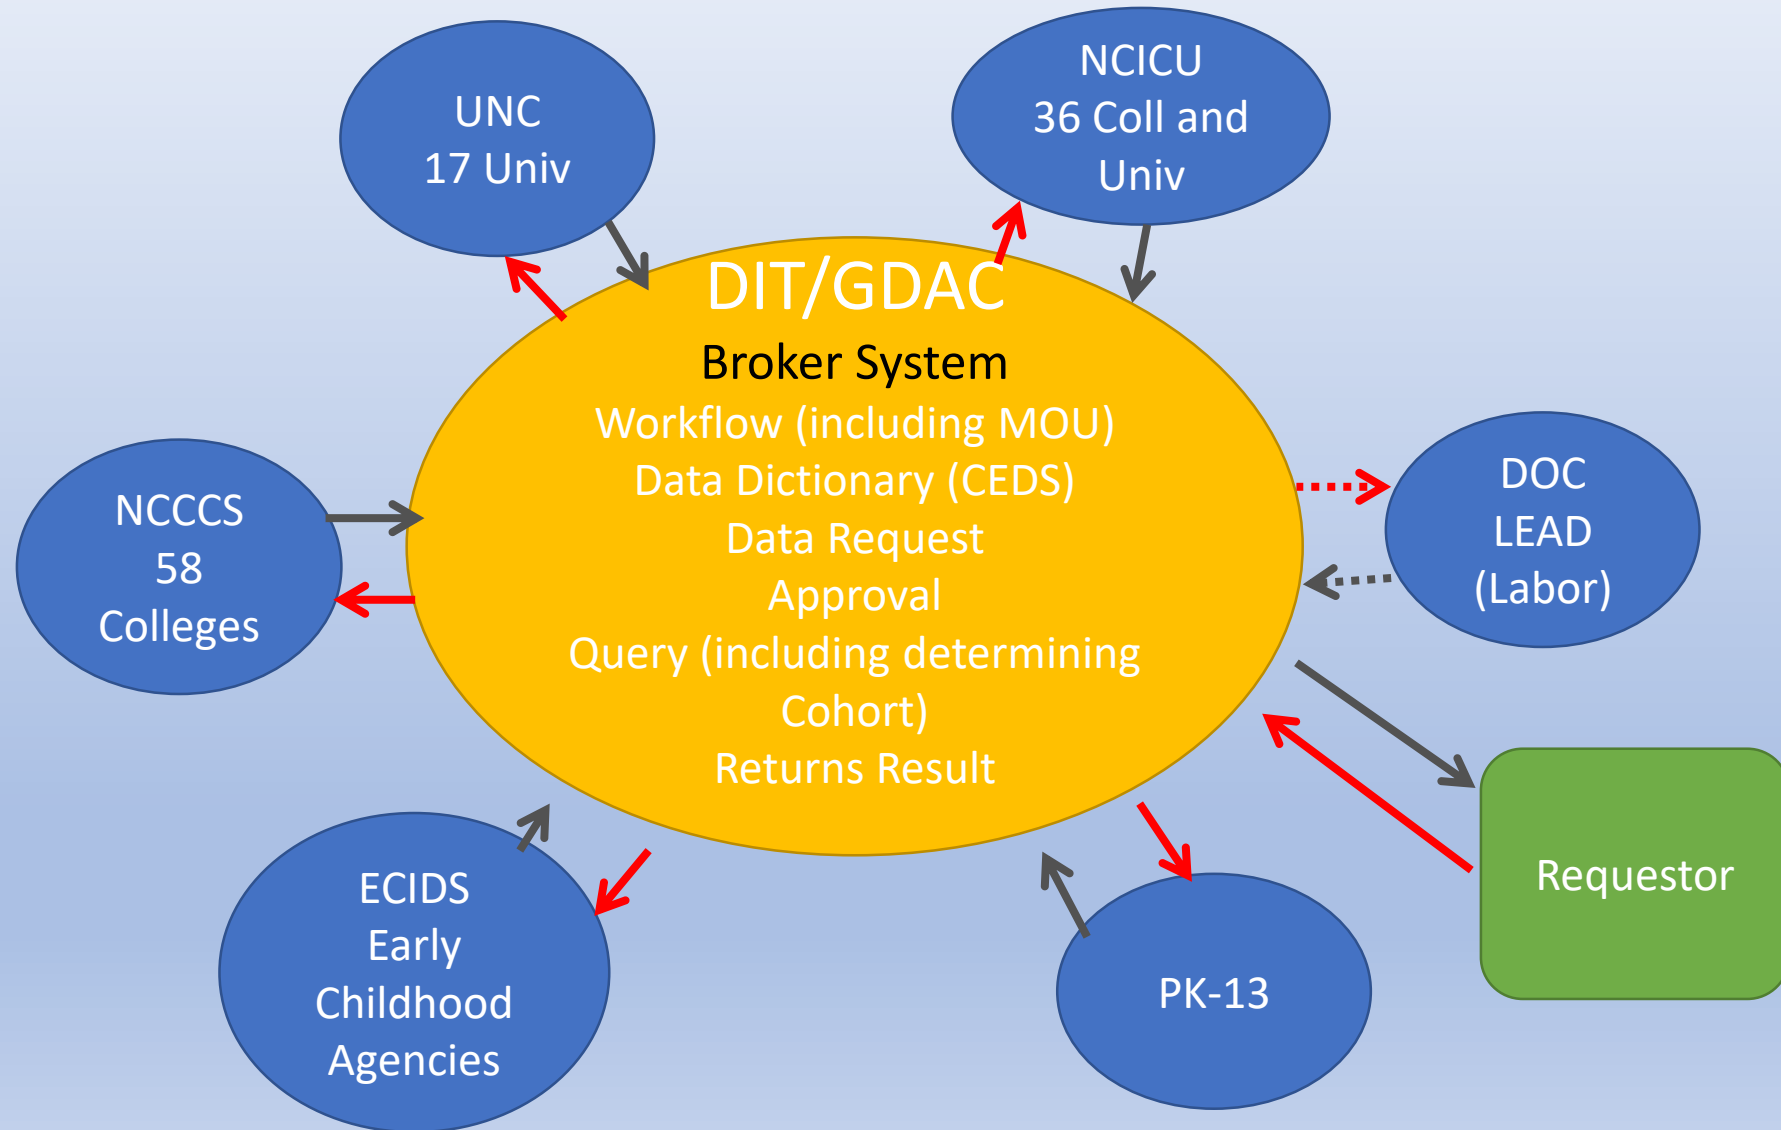 UNC
17 Univ
NCICU
36 Coll and
Univ
DIT/GDAC
Broker System
Workflow (including MOU)
Data Dictionary (CEDS)
Data Request
Approval
Query (including determining
Cohort)
Returns Result
NCCCS
58
Colleges
DOC
LEAD
(Labor)
ECIDS
Early
Childhood
Agencies
PK-13
Requestor